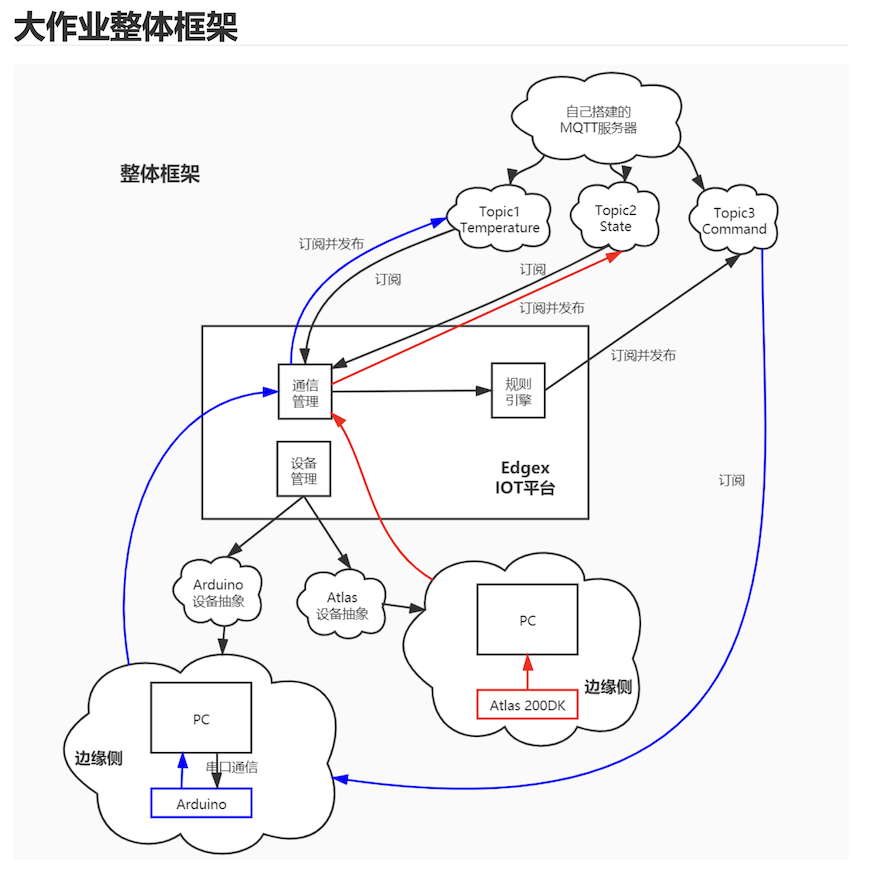 大作业整体框架
自己搭建的
MQTT服务器
整体框架
Topic1
Temperature
Topic2
State
Topic3
Command
订阅并发布
订阅
订阅
订阅并发布
订阅并发布
通信
管理
规则
引擎
设备
管理
Edgex
IOT平台
订阅
Arduino
设备抽象
Atlas
设备抽象
PC
Atlas 200DK
边缘侧
PC
边缘侧
串口通信
Arduino